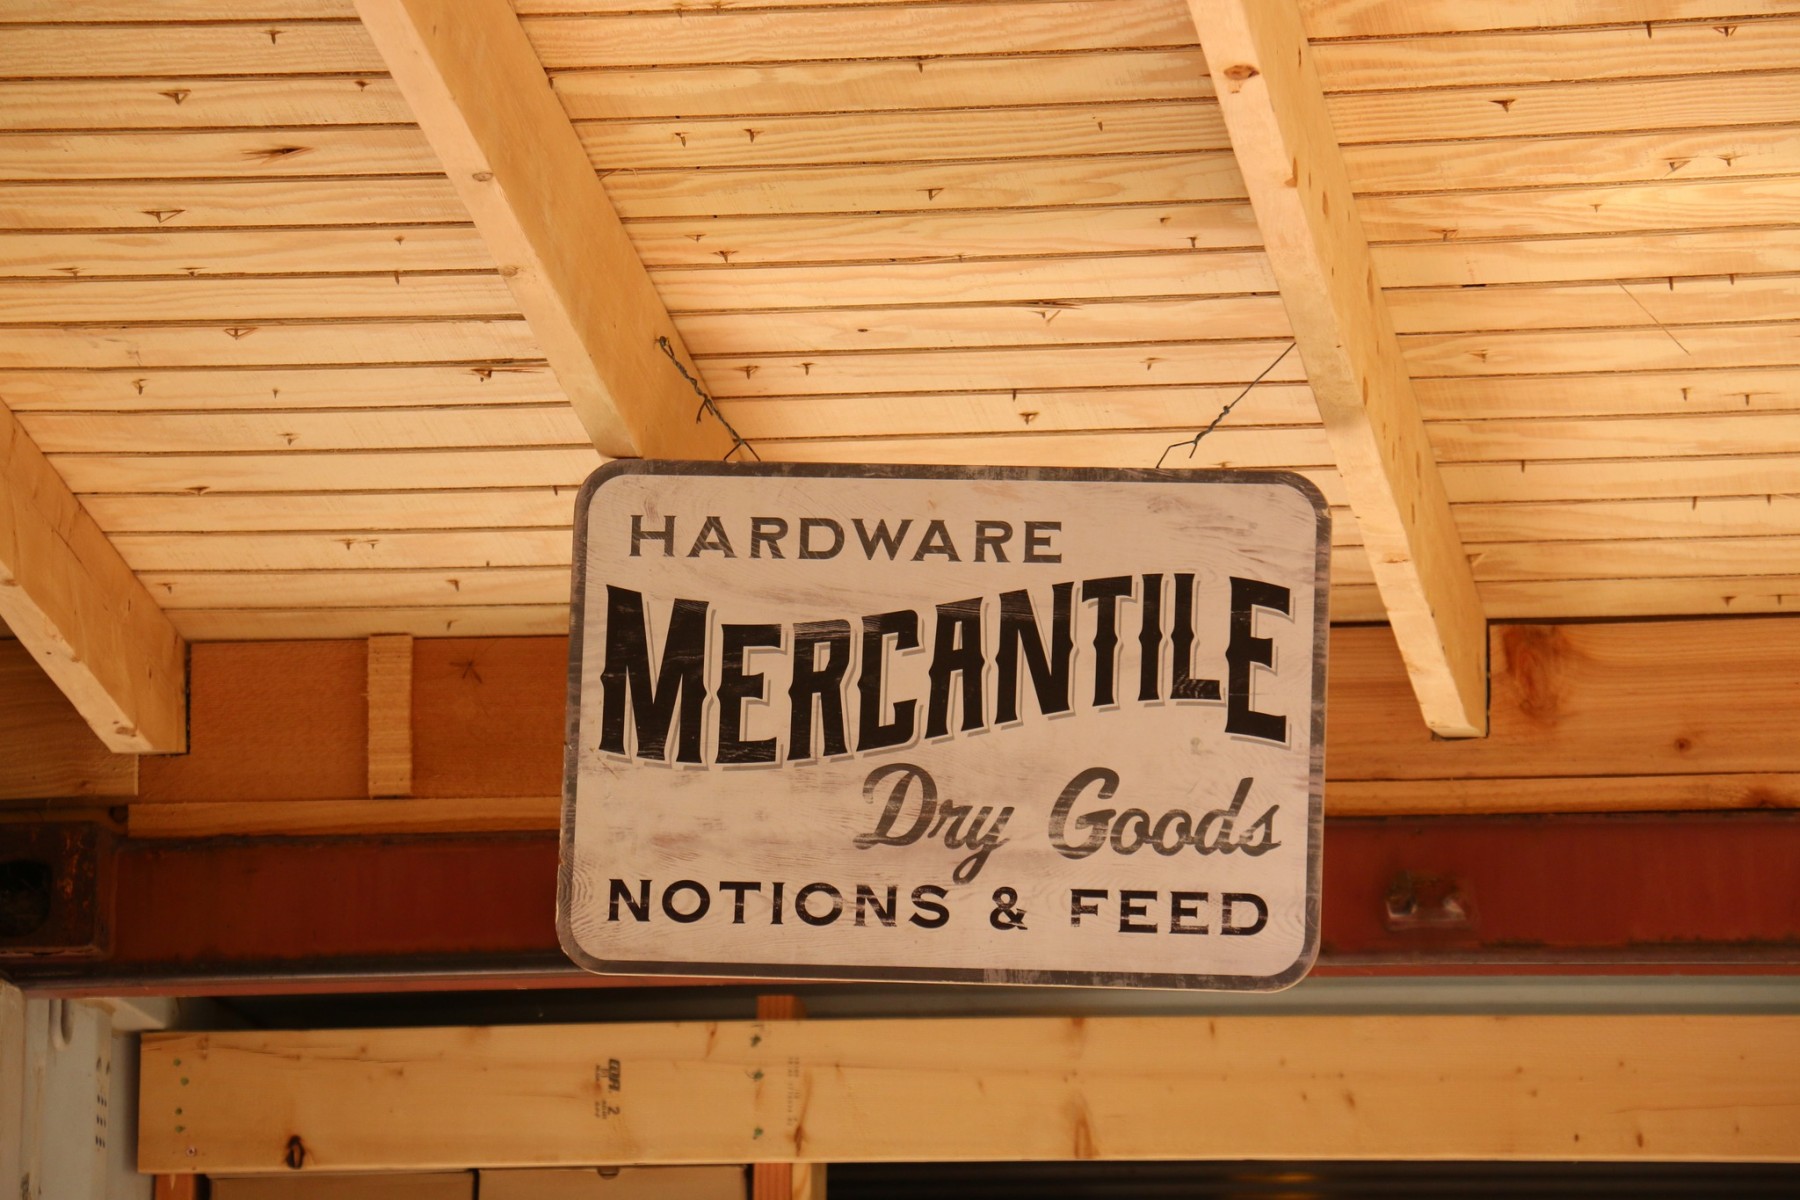 HARDWARE
MERCANTILE
Dry Goods
NOTIONS & FEED